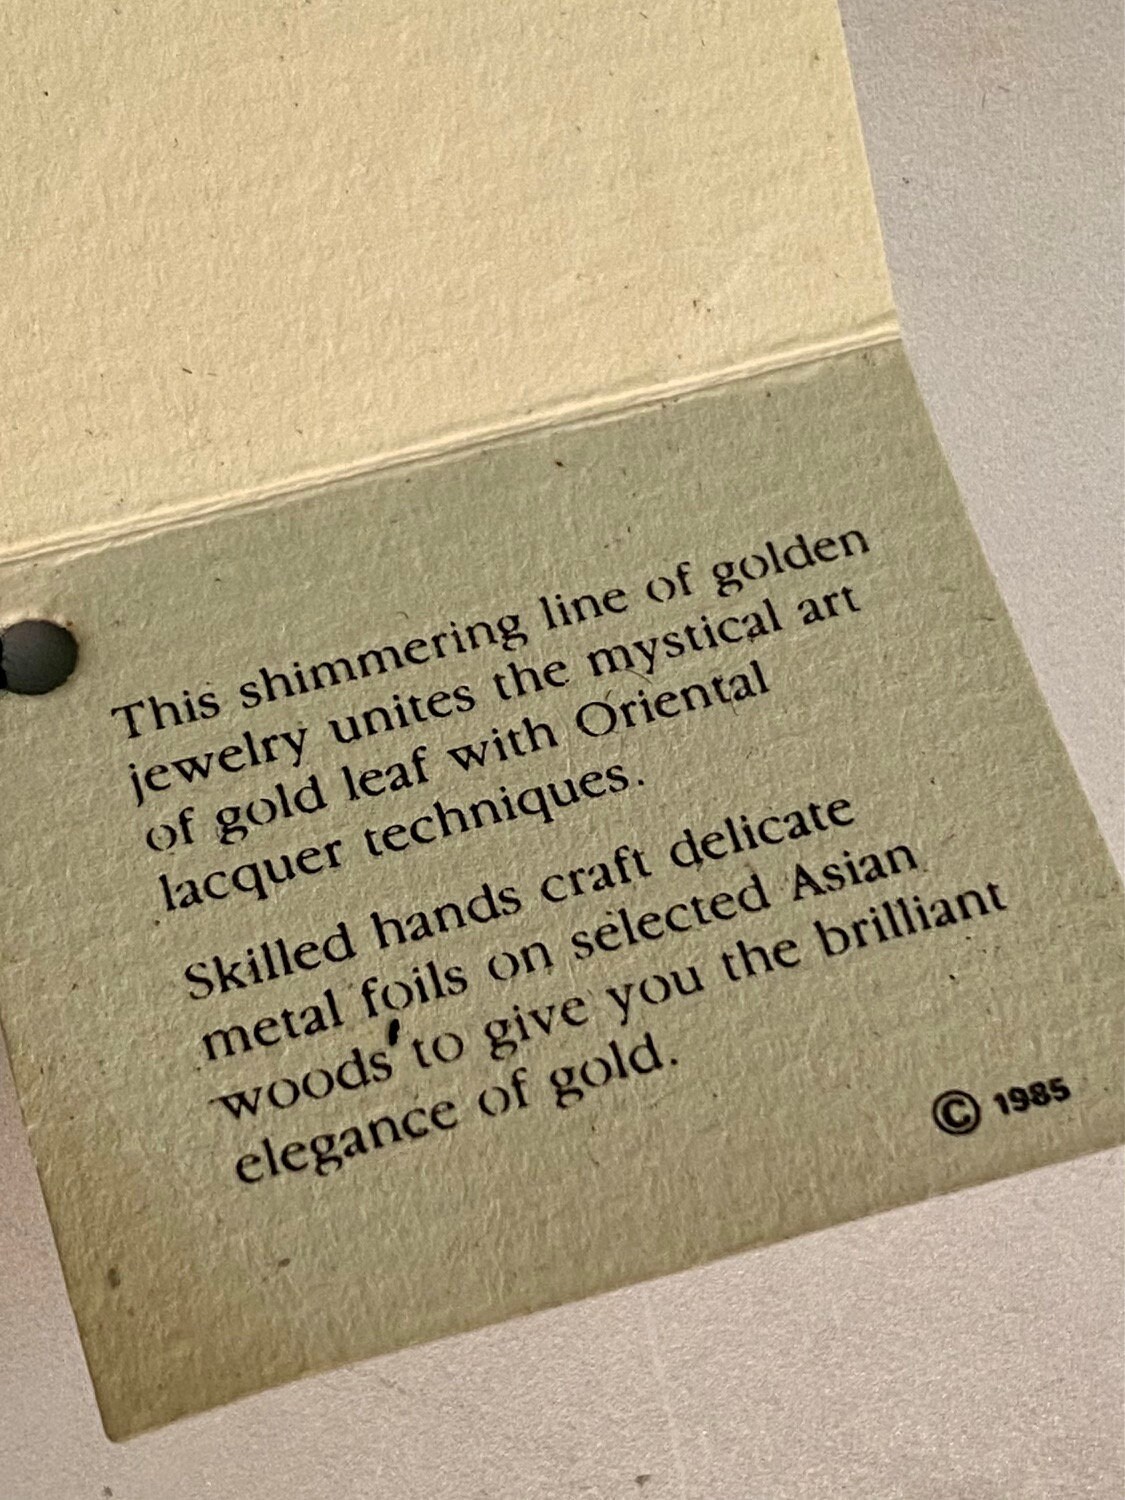 This shimmering line of golden
jewelry unites the mystical art
of gold leaf with Oriental
lacquer techniques.
Skilled hands craft delicate
metal foils on selected Asian
woods to give you the brilliant
elegance of gold.
© 1985